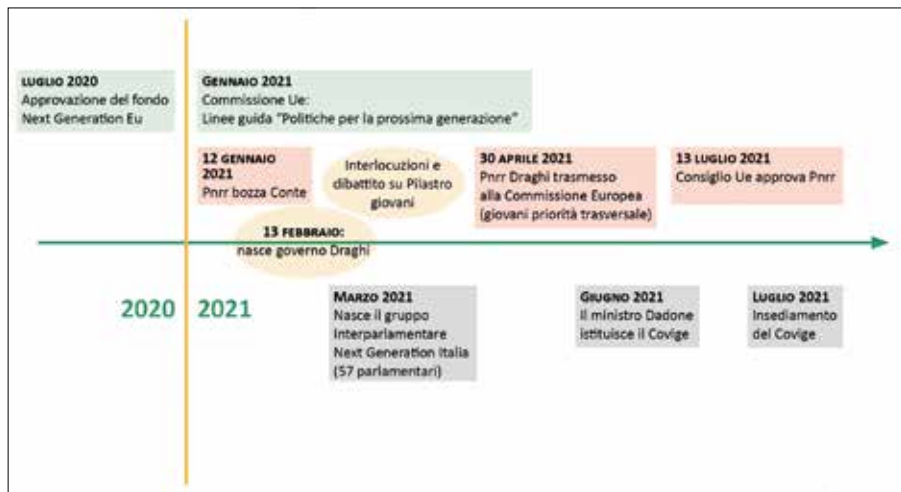 LUGLIO 2020
Approvazione del fondo
Next Generation Eu
GENNAIO 2021
Commissione Ue:
Linee guida “Politiche per la prossima generazione”
12 GENNAIO
2021
Pnrr bozza Conte
Interlocuzioni e
dibattito su Pilastro
giovani
30 APRILE 2021
Pnrr Draghi trasmesso
alla Commissione Europea
(giovani priorità trasversale)
13 LUGLIO 2021
Consiglio Ue approva Pnrr
13 FEBBRAIO:
nasce governo Draghi
2020
2021
MARZO 2021
Nasce il gruppo
Interparlamentare
Next Generation Italia
(57 parlamentari)
GIUGNO 2021
Il ministro Dadone
istituisce il Covige
LUGLIO 2021
Insediamento
del Covige